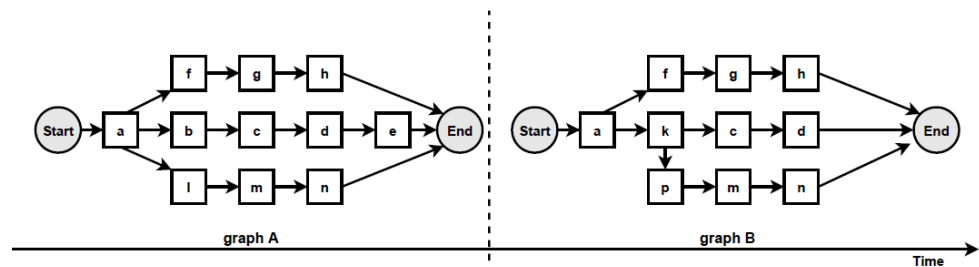 f g h f g h
Start a b c d e End Start a k c d End
l m n p m n
graph A graph B
Time